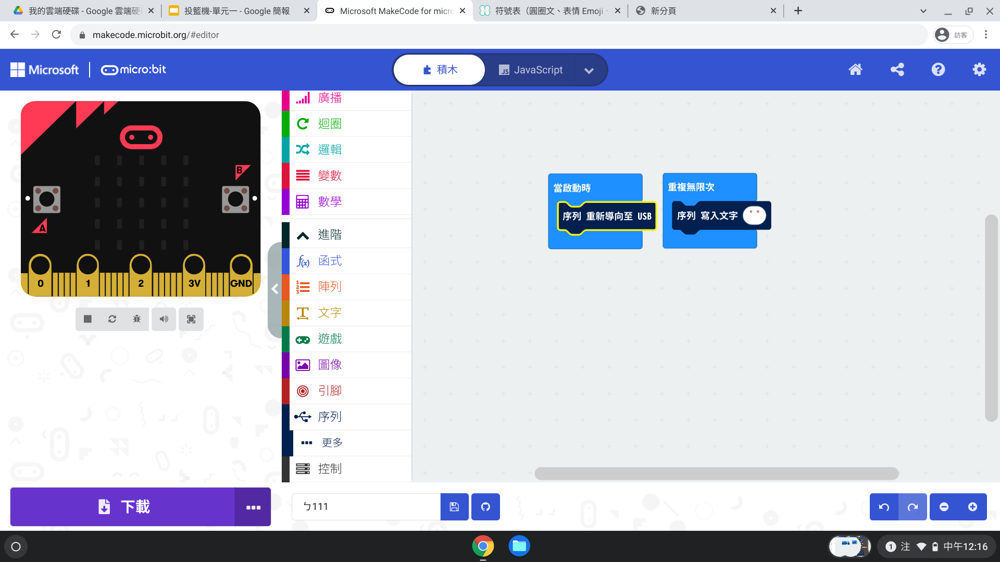 我的雲端硬碟 - Google 雲端硬
投籃機-單元一 - Google 簡報
Microsoft MakeCode for micro
符號表（圓圈文、表情 Emoji、
新分頁
makecode.microbit.org/#editor
訪客
Microsoft
micro:bit
積木
JS JavaScript
廣播
迴圈
邏輯
變數
數學
進階
函式
陣列
文字
遊戲
圖像
引腳
序列
更多
控制
B
A
0 1 2 3V GND
當啟動時
序列 重新導向至 USB
重複無限次
序列 寫入文字 " "
下載
ㄅ111
1 注 中午12:16